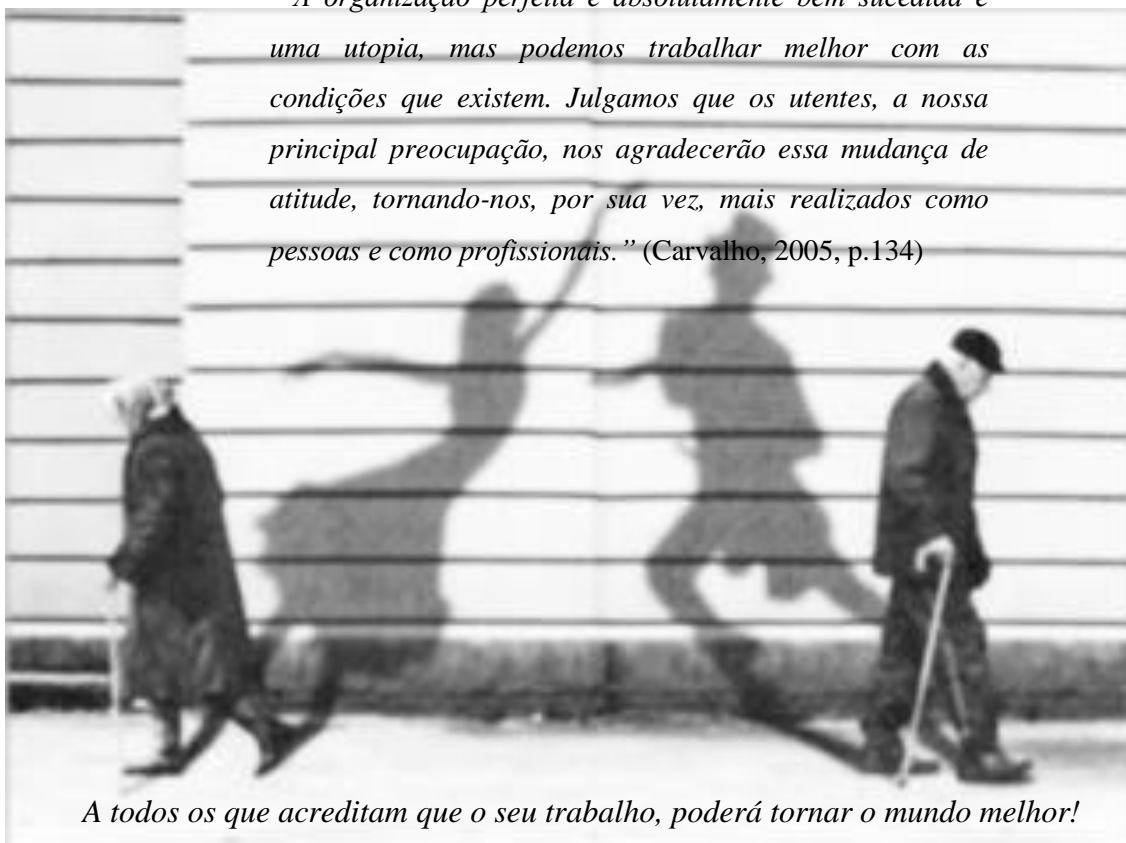 "A organização perfeita e absolutamente bem sucedida é
uma utopia, mas podemos trabalhar melhor com as
condições que existem. Julgamos que os utentes, a nossa
principal preocupação, nos agradecerão essa mudança de
atitude, tornando-nos, por sua vez, mais realizados como
pessoas e como profissionais.” (Carvalho, 2005, p.134)
A todos os que acreditam que o seu trabalho, poderá tornar o mundo melhor!